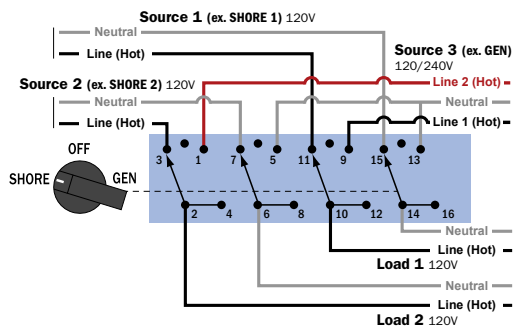 Source 1 (ex. SHORE 1) 120V
Neutral
Line (Hot)
Source 3 (ex. GEN)
120/240V
Source 2 (ex. SHORE 2) 120V
Line 2 (Hot)
Neutral
Neutral
Line (Hot)
Line 1 (Hot)
3 1 7 5 11 9 15 13
OFF
SHORE
GEN
2 4 6 8 10 12 14 16
Neutral
Line (Hot)
Load 1 120V
Neutral
Line (Hot)
Load 2 120V